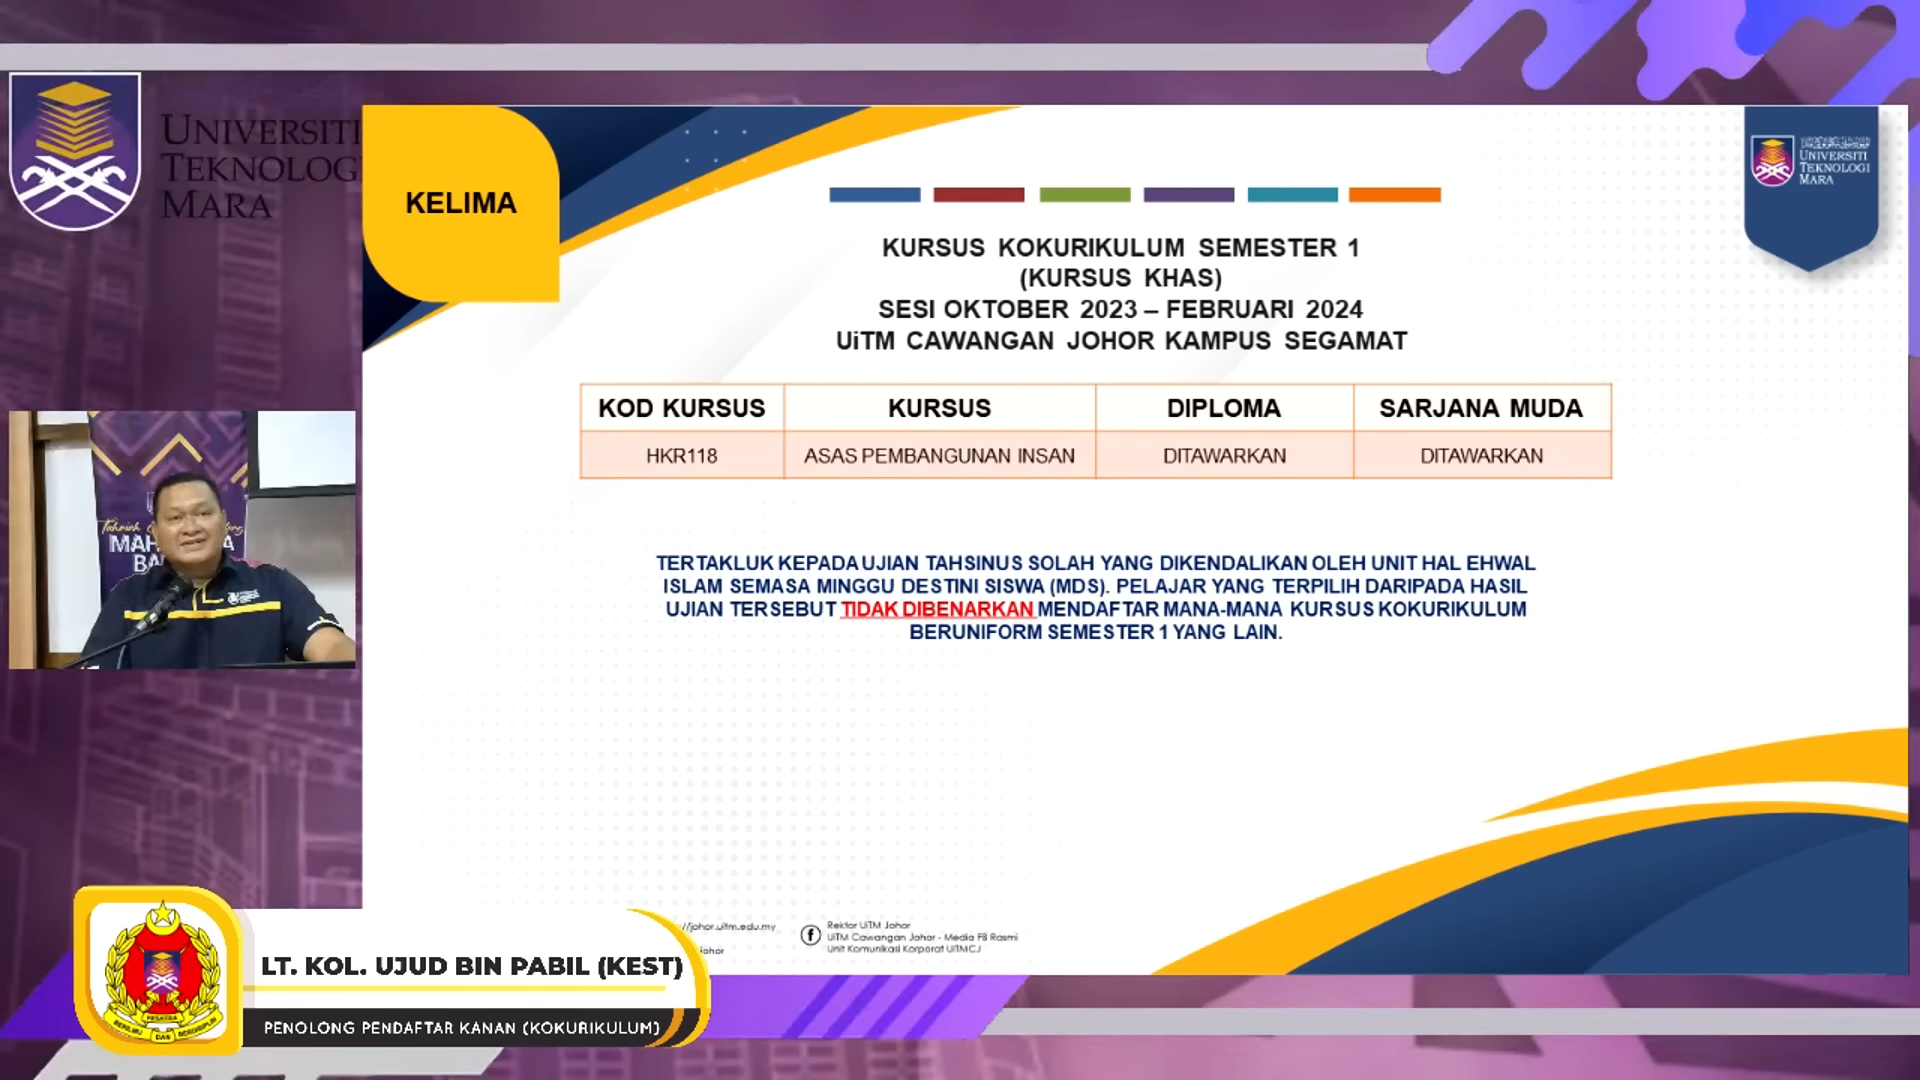 UNIVERSITI
TEKNOLOGI
MARA
KELIMA
UNIVERSITI
TEKNOLOGI
MARA
KURSUS KOKURIKULUM SEMESTER 1
(KURSUS KHAS)
SESI OKTOBER 2023 – FEBRUARI 2024
UiTM CAWANGAN JOHOR KAMPUS SEGAMAT
KOD KURSUS KURSUS DIPLOMA SARJANA MUDA
HKR118 ASAS PEMBANGUNAN INSAN DITAWARKAN DITAWARKAN
TERTAKLUK KEPADA UJIAN TAHSINUS SOLAH YANG DIKENDALIKAN OLEH UNIT HAL EHWAL
ISLAM SEMASA MINGGU DESTINI SISWA (MDS). PELAJAR YANG TERPILIH DARIPADA HASIL
UJIAN TERSEBUT TIDAK DIBENARKAN MENDAFTAR MANA-MANA KURSUS KOKURIKULUM
BERUNIFORM SEMESTER 1 YANG LAIN.
//johor.uitm.edu.my
Rektor UiTM Johor
UiTM Cawangan Johor - Media FB Rasmi
Unit Komunikasi Korporat UiTMCJ
LT. KOL. UJUD BIN PABIL (KEST)
PENOLONG PENDAFTAR KANAN (KOKURIKULUM)